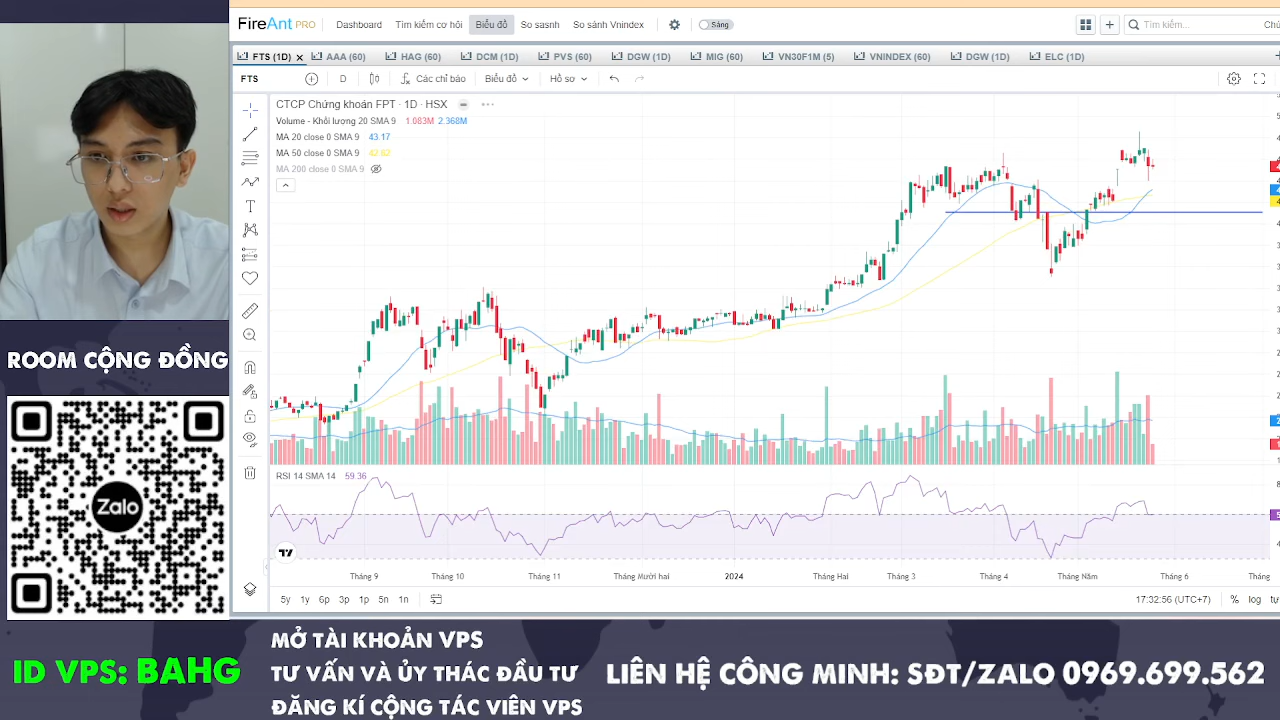 FireAnt PRO
Dashboard Tìm kiếm cơ hội Biểu đồ So sasnh So sánh Vnindex Sáng
Tìm kiếm...
FTS (1D) AAA (60) HAG (60) DCM (1D) PVS (60) DGW (1D) MIG (60) VN30F1M (5) VNINDEX (60) DGW (1D) ELC (1D)
FTS D Các chỉ báo Biểu đồ Hồ sơ
CTCP Chứng khoán FPT · 1D · HSX
Volume - Khối lượng 20 SMA 9 1.083M 2.368M
MA 20 close 0 SMA 9 43.17
MA 50 close 0 SMA 9 42.62
MA 200 close 0 SMA 9
RSI 14 SMA 14 59.36
Tháng 9 Tháng 10 Tháng 11 Tháng Mười hai 2024 Tháng Hai Tháng 3 Tháng 4 Tháng Năm Tháng 6 Tháng
5y 1y 6p 3p 1p 5n 1n
17:32:56 (UTC+7) % log
ROOM CỘNG ĐỒNG
Zalo
ID VPS: BAHG
MỞ TÀI KHOẢN VPS
TƯ VẤN VÀ ỦY THÁC ĐẦU TƯ
ĐĂNG KÍ CỘNG TÁC VIÊN VPS
LIÊN HỆ CÔNG MINH: SĐT/ZALO 0969.699.562